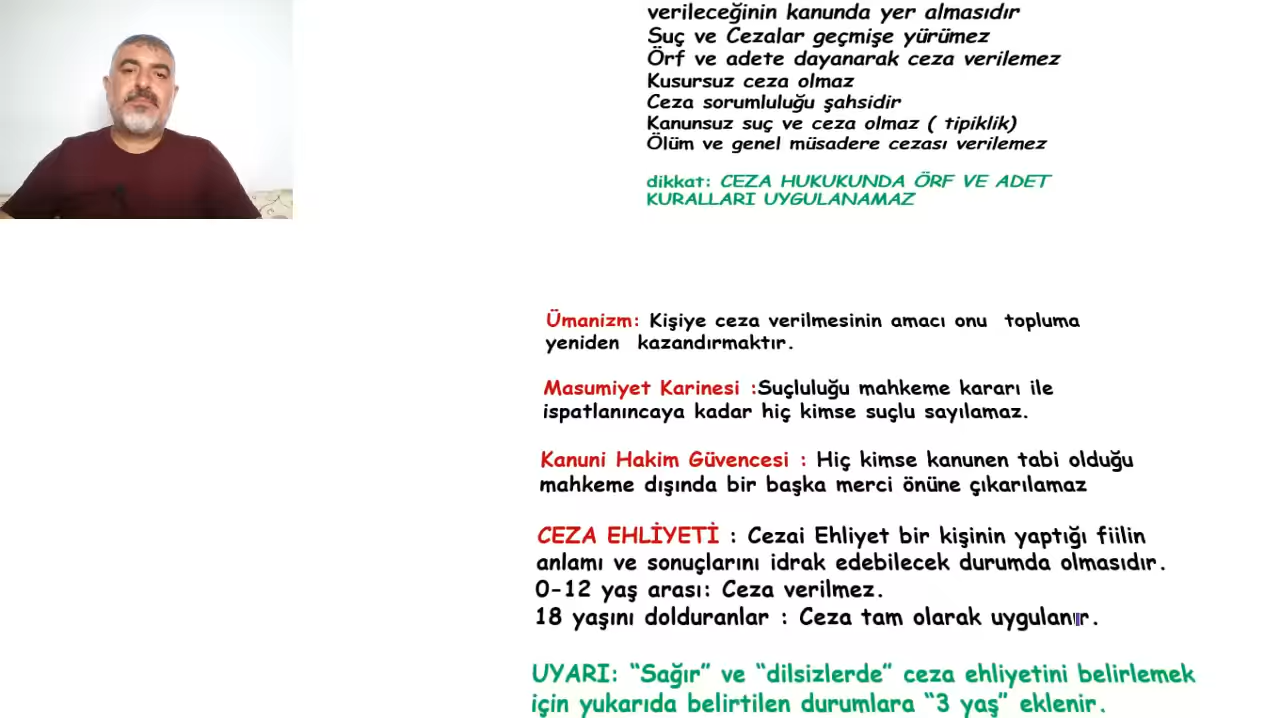 verileceğinin kanunda yer almasıdır
Suç ve Cezalar geçmişe yürümez
Örf ve adete dayanarak ceza verilemez
Kusursuz ceza olmaz
Ceza sorumluluğu şahsidir
Kanunsuz suç ve ceza olmaz ( tipiklik)
Ölüm ve genel müsadere cezası verilemez
dikkat: CEZA HUKUKUNDA ÖRF VE ADET
KURALLARI UYGULANAMAZ
Ümanizm: Kişiye ceza verilmesinin amacı onu topluma
yeniden kazandırmaktır.
Masumiyet Karinesi :Suçluluğu mahkeme kararı ile
ispatlanıncaya kadar hiç kimse suçlu sayılamaz.
Kanuni Hakim Güvencesi : Hiç kimse kanunen tabi olduğu
mahkeme dışında bir başka merci önüne çıkarılamaz
CEZA EHLİYETİ : Cezai Ehliyet bir kişinin yaptığı fiilin
anlamı ve sonuçlarını idrak edebilecek durumda olmasıdır.
0-12 yaş arası: Ceza verilmez.
18 yaşını dolduranlar : Ceza tam olarak uygulanır.
UYARI: “Sağır” ve “dilsizlerde” ceza ehliyetini belirlemek
için yukarıda belirtilen durumlara “3 yaş” eklenir.